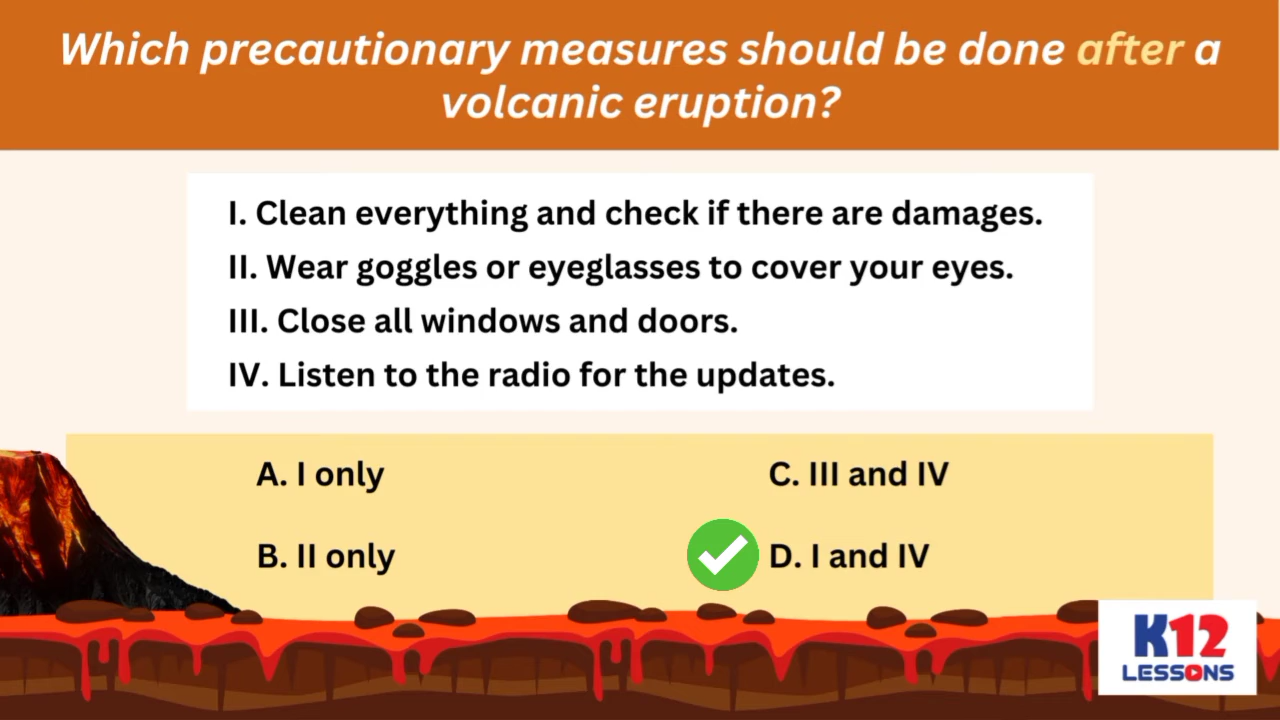 Which precautionary measures should be done after a
volcanic eruption?
I. Clean everything and check if there are damages.
II. Wear goggles or eyeglasses to cover your eyes.
III. Close all windows and doors.
IV. Listen to the radio for the updates.
A. I only
C. III and IV
B. II only
D. I and IV
K12
LESSONS